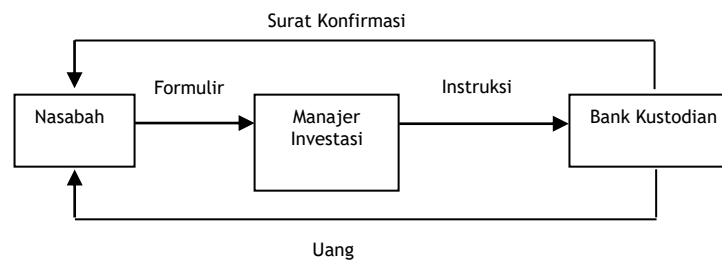 Surat Konfirmasi
Formulir
Instruksi
Nasabah
Manajer
Investasi
Bank Kustodian
Uang